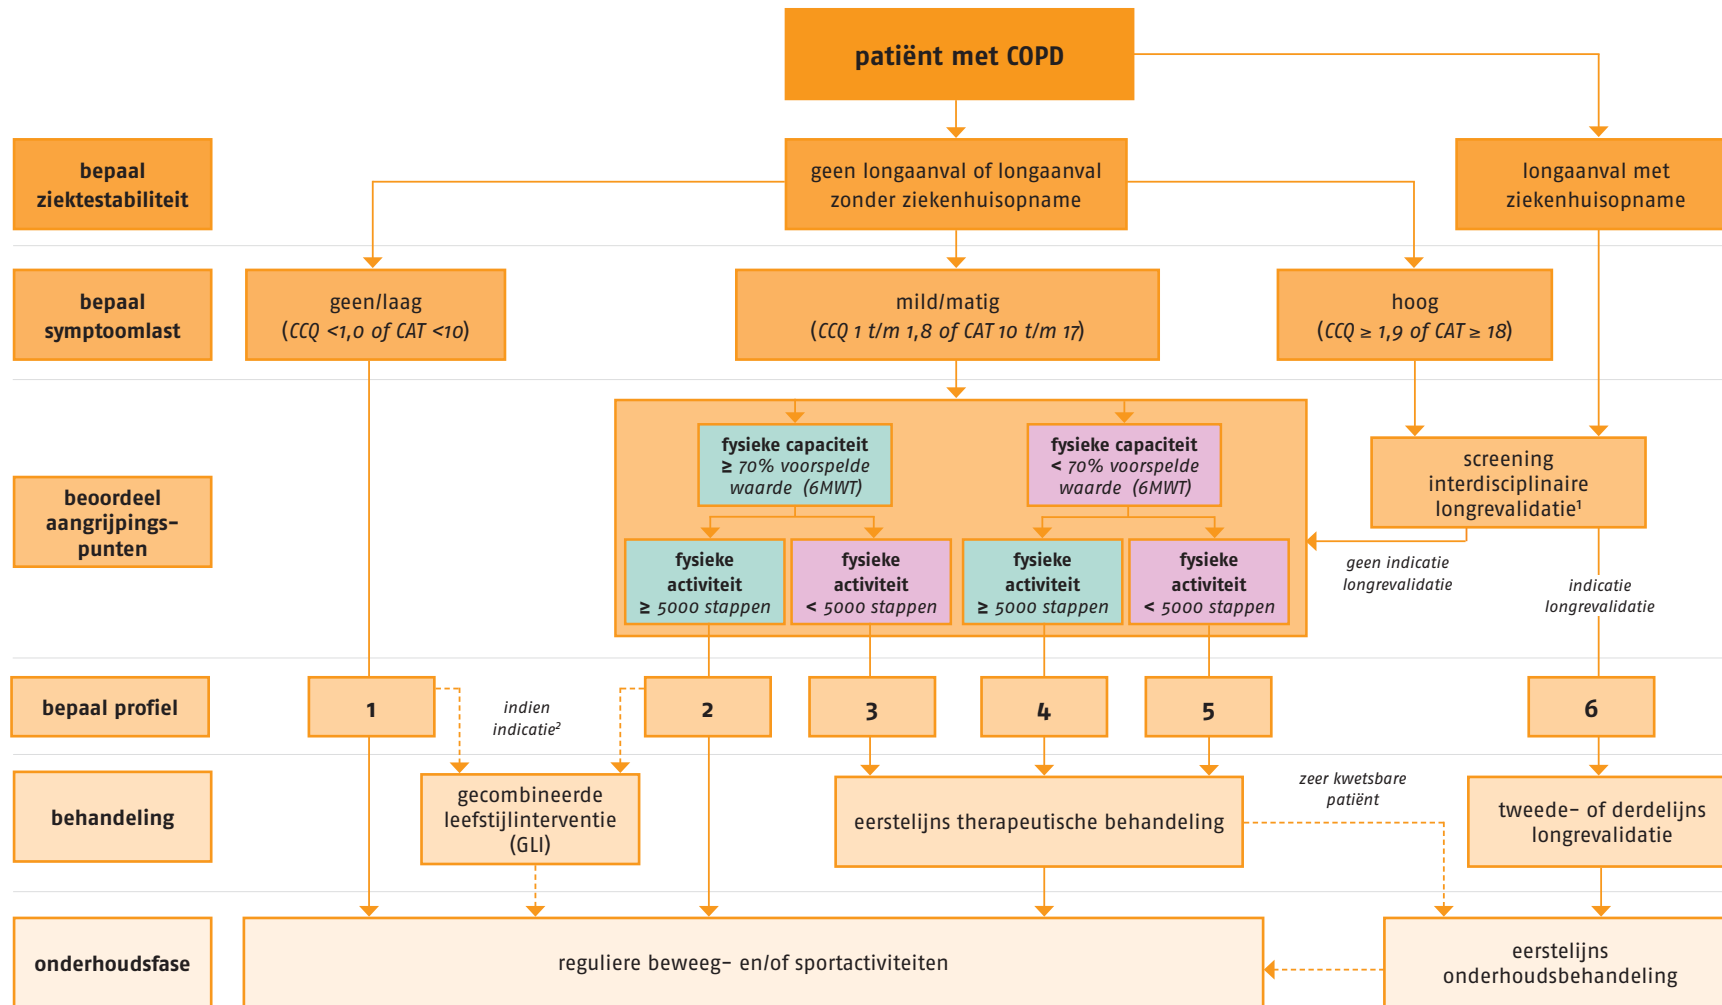 patiënt met COPD
bepaal
ziektestabiliteit
geen longaanval of longaanval
zonder ziekenhuisopname
longaanval met
ziekenhuisopname
bepaal
symptoomlast
geen/laag
(CCQ <1,0 of CAT <10)
mild/matig
(CCQ 1 t/m 1,8 of CAT 10 t/m 17)
hoog
(CCQ ≥ 1,9 of CAT ≥ 18)
beoordeel
aangrijpings-
punten
fysieke capaciteit
≥ 70% voorspelde
waarde (6MWT)
fysieke capaciteit
< 70% voorspelde
waarde (6MWT)
screening
interdisciplinaire
longrevalidatie¹
fysieke
activiteit
≥ 5000 stappen
fysieke
activiteit
< 5000 stappen
fysieke
activiteit
≥ 5000 stappen
fysieke
activiteit
< 5000 stappen
geen indicatie
longrevalidatie
indicatie
longrevalidatie
bepaal profiel
1
indien
indicatie²
2
3
4
5
6
behandeling
gecombineerde
leefstijlinterventie
(GLI)
eerstelijns therapeutische behandeling
zeer kwetsbare
patiënt
tweede- of derdelijns
longrevalidatie
onderhoudsfase
reguliere beweeg- en/of sportactiviteiten
eerstelijns
onderhoudsbehandeling